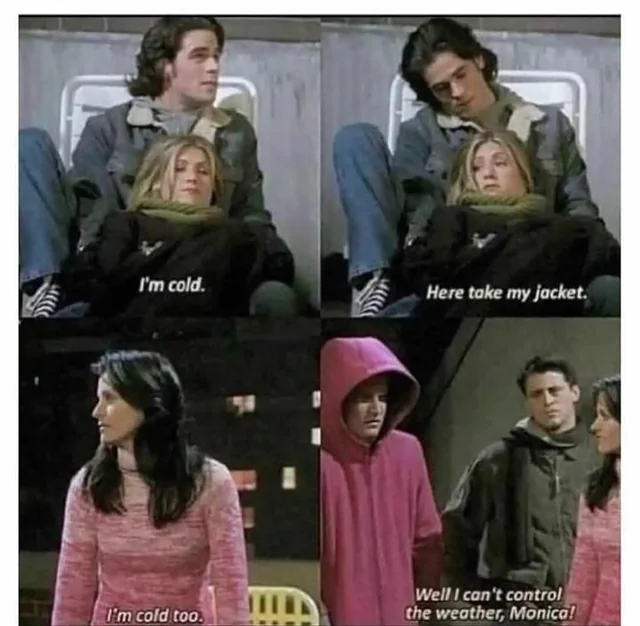 I'm cold.
Here take my jacket.
I'm cold too.
Well I can't control
the weather, Monica!